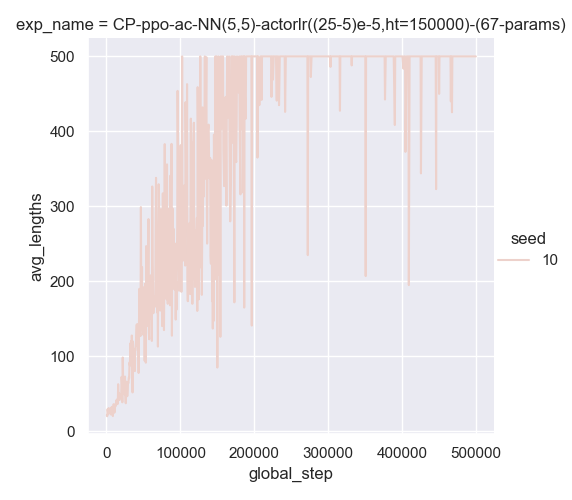 exp_name = CP-ppo-ac-NN(5,5)-actorlr((25-5)e-5,ht=150000)-(67-params)
500
400
300
200
100
0
avg_lengths
0 100000 200000 300000 400000 500000
global_step
seed
10